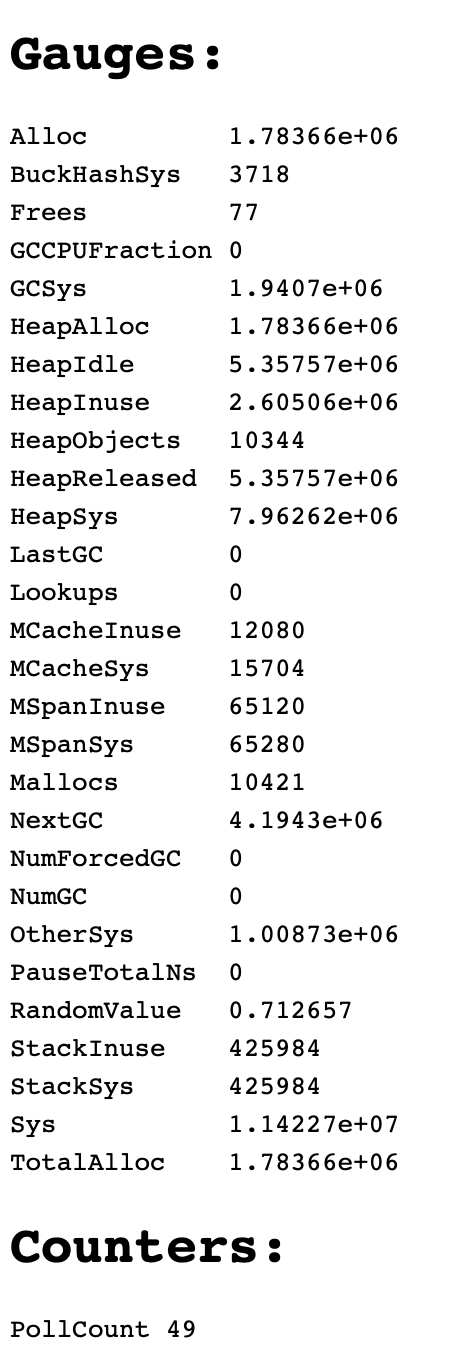 Gauges:
Alloc 1.78366e+06
BuckHashSys 3718
Frees 77
GCCPUFraction 0
GCSys 1.9407e+06
HeapAlloc 1.78366e+06
HeapIdle 5.35757e+06
HeapInuse 2.60506e+06
HeapObjects 10344
HeapReleased 5.35757e+06
HeapSys 7.96262e+06
LastGC 0
Lookups 0
MCacheInuse 12080
MCacheSys 15704
MSpanInuse 65120
MSpanSys 65280
Mallocs 10421
NextGC 4.1943e+06
NumForcedGC 0
NumGC 0
OtherSys 1.00873e+06
PauseTotalNs 0
RandomValue 0.712657
StackInuse 425984
StackSys 425984
Sys 1.14227e+07
TotalAlloc 1.78366e+06
Counters:
PollCount 49